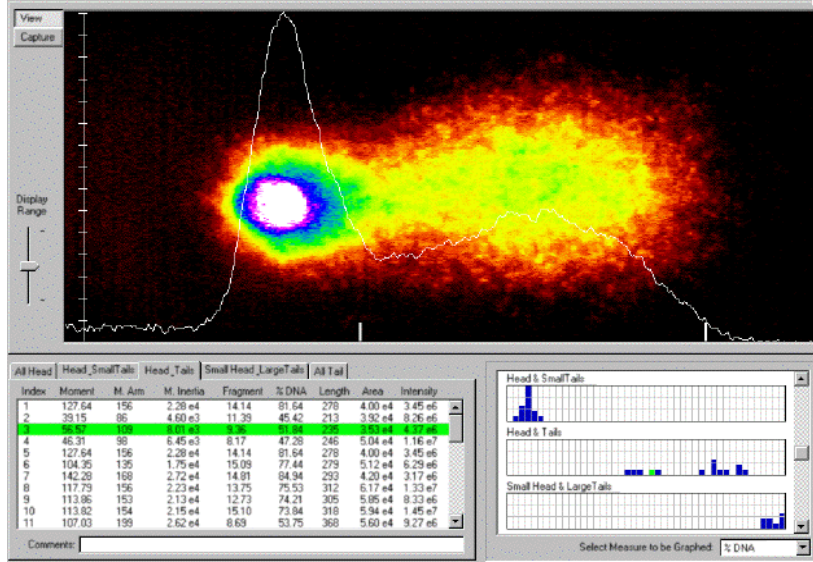 View
Capture
Display
Range
All Head Head_SmallTails Head_Tails Small Head_LargeTails All Tail
Index Moment M. Arm M. Inertia Fragment % DNA Length Area Intensity
1 127.64 156 2.28 e4 14.14 81.64 278 4.00 e4 3.45 e6
2 39.15 86 4.60 e3 11.39 45.42 213 3.92 e4 8.26 e6
3 56.57 109 8.01 e3 9.36 51.84 235 3.53 e4 4.37 e6
4 46.31 98 6.45 e3 8.17 47.28 246 5.04 e4 1.16 e7
5 127.64 156 2.28 e4 14.14 81.64 278 4.00 e4 3.45 e6
6 104.35 135 1.75 e4 15.09 77.44 279 5.12 e4 6.29 e6
7 142.28 168 2.72 e4 14.81 84.94 293 4.20 e4 3.17 e6
8 117.79 156 2.23 e4 13.75 75.53 312 6.17 e4 1.33 e7
9 113.86 153 2.13 e4 12.73 74.21 305 5.85 e4 8.33 e6
10 113.82 154 2.15 e4 15.10 73.84 318 5.94 e4 1.45 e7
11 107.03 199 2.62 e4 8.69 53.75 368 5.60 e4 9.27 e6
Comments:
Head & SmallTails
Head & Tails
Small Head & LargeTails
Select Measure to be Graphed: % DNA